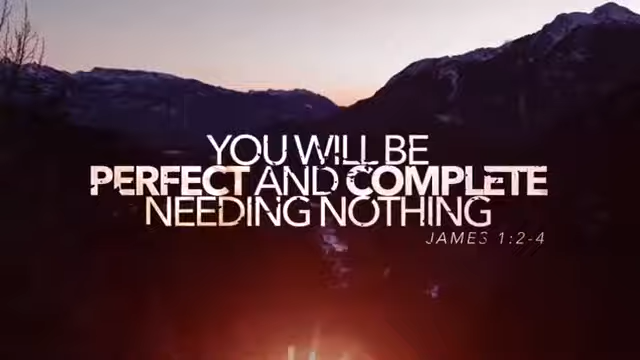 YOU WILL BE
PERFECT AND COMPLETE
NEEDING NOTHING
JAMES 1:2-4